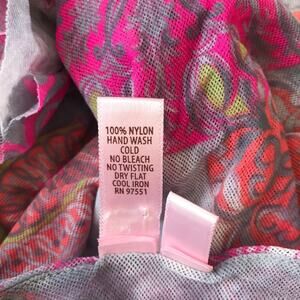 100% NYLON
HAND WASH
COLD
NO BLEACH
NO TWISTING
DRY FLAT
COOL IRON
RN 97551